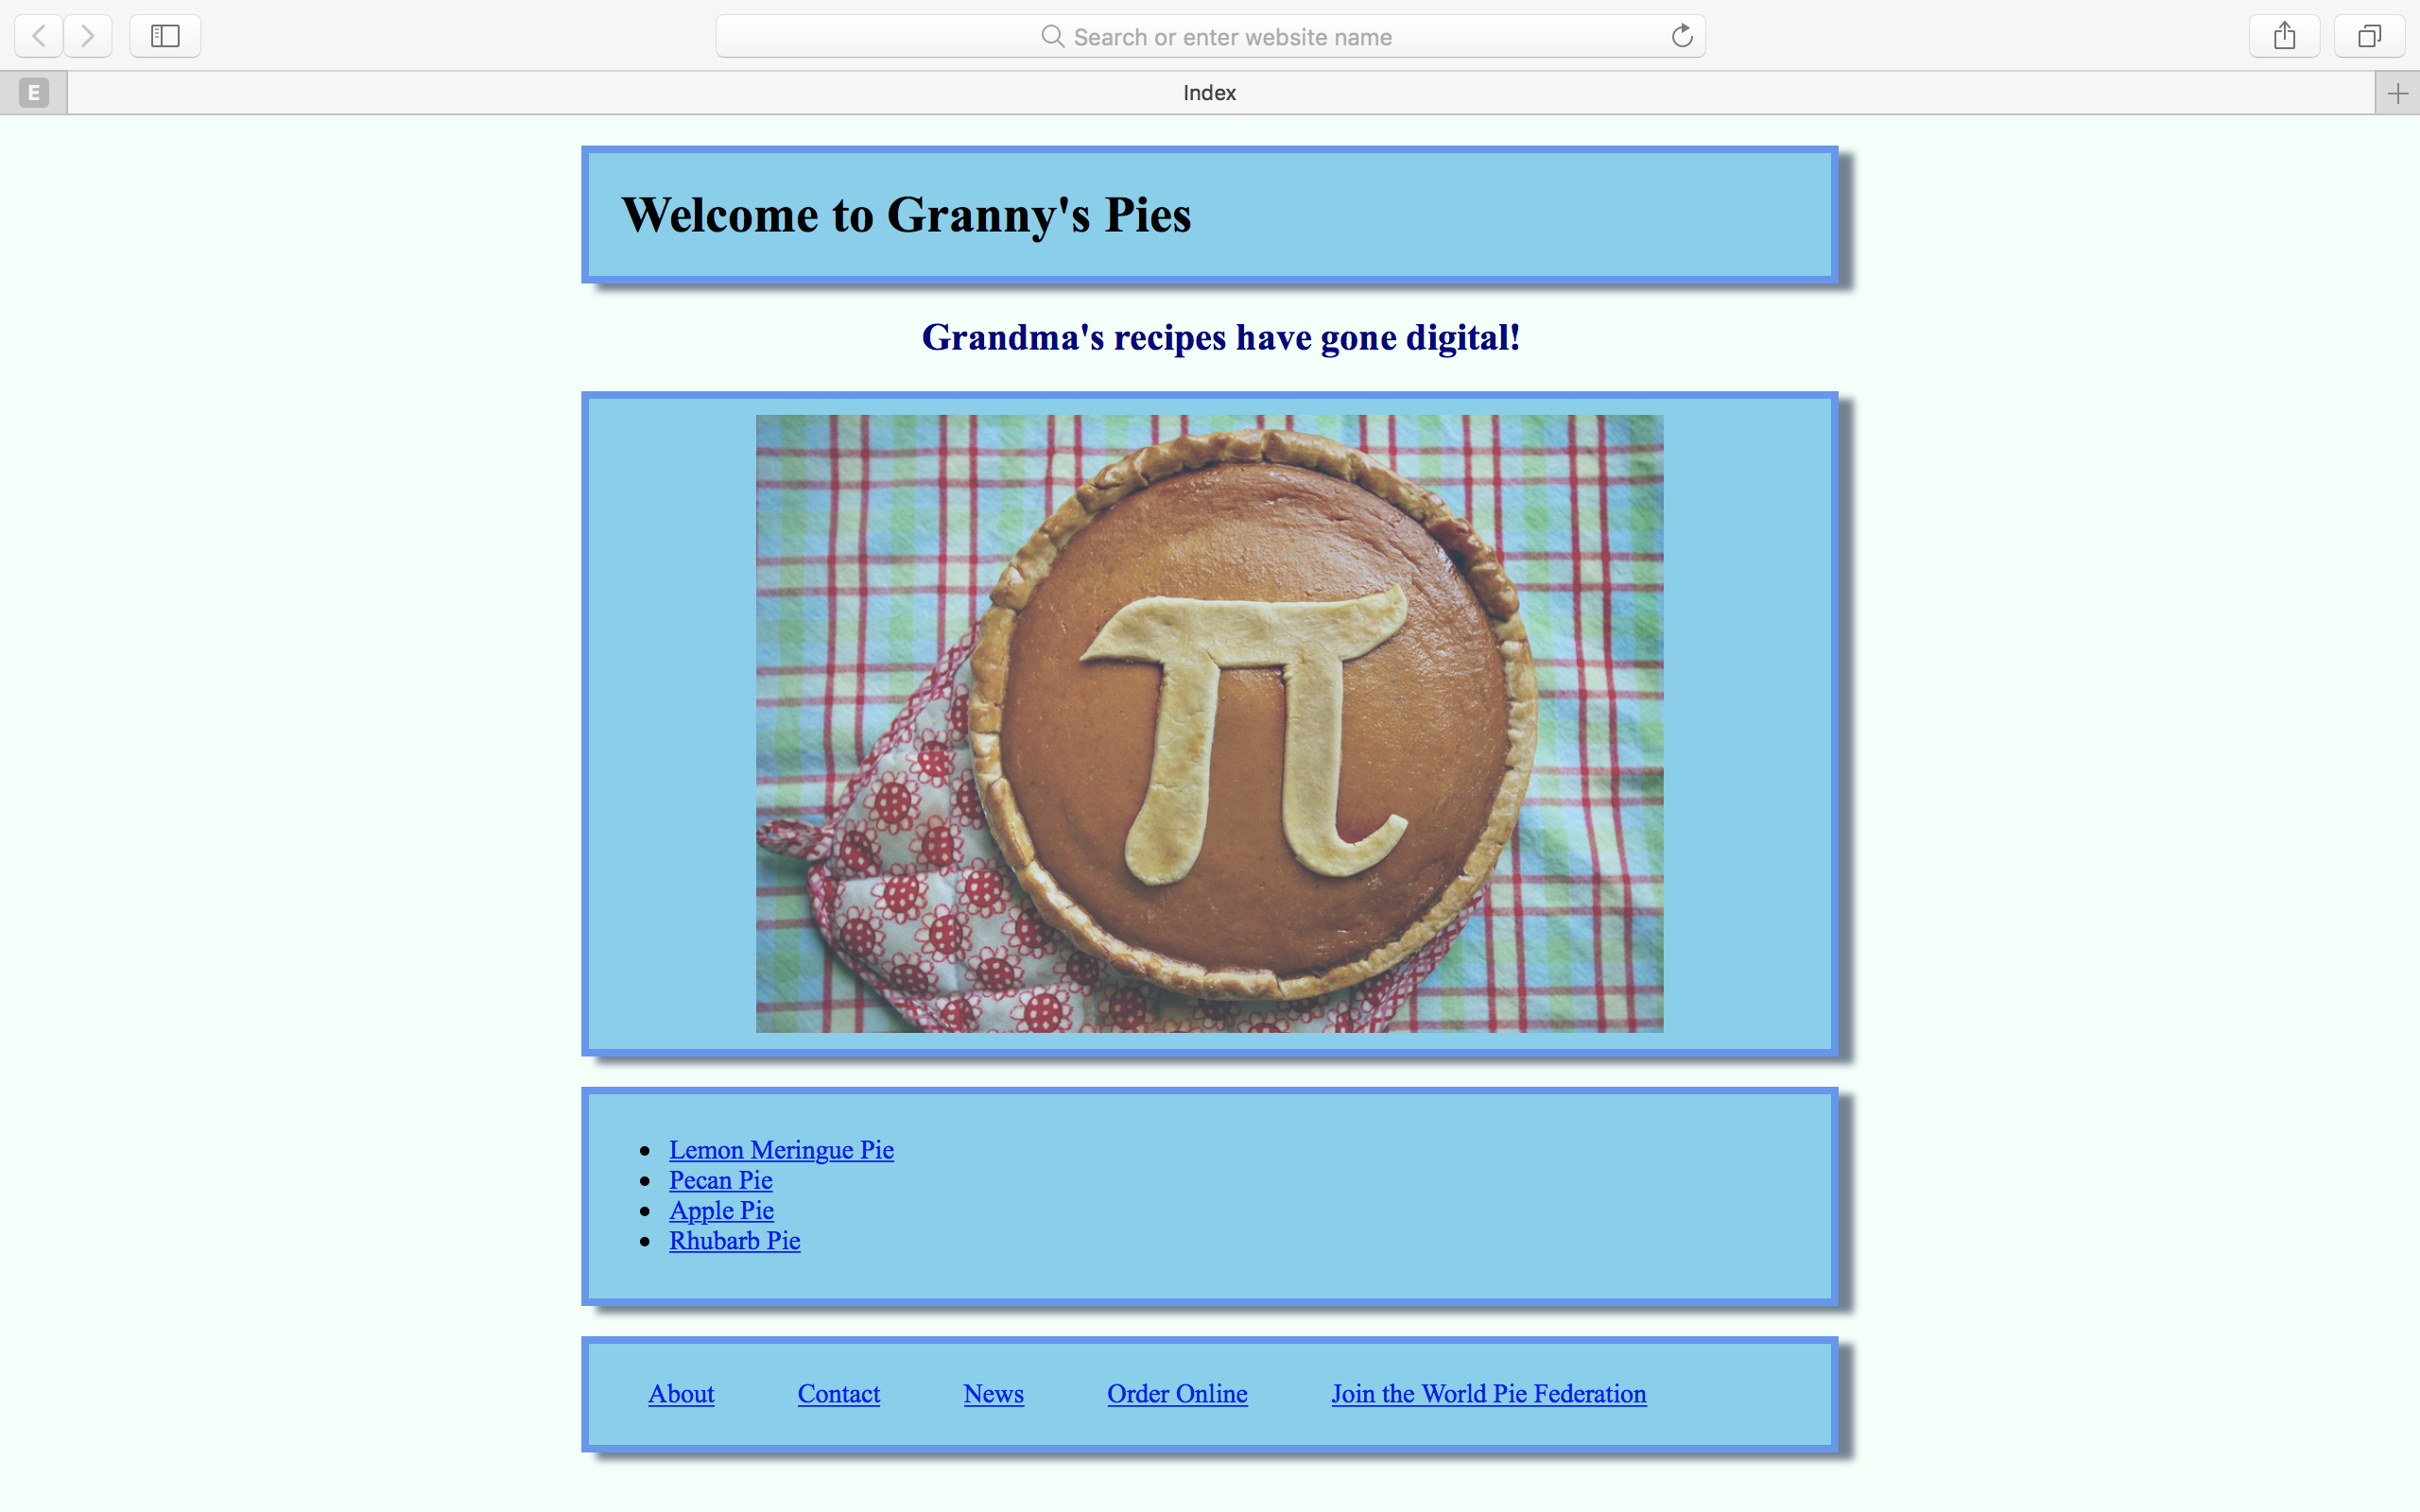 Search or enter website name
E
Index
Welcome to Granny's Pies
Grandma's recipes have gone digital!
π
Lemon Meringue Pie
Pecan Pie
Apple Pie
Rhubarb Pie
About Contact News Order Online Join the World Pie Federation